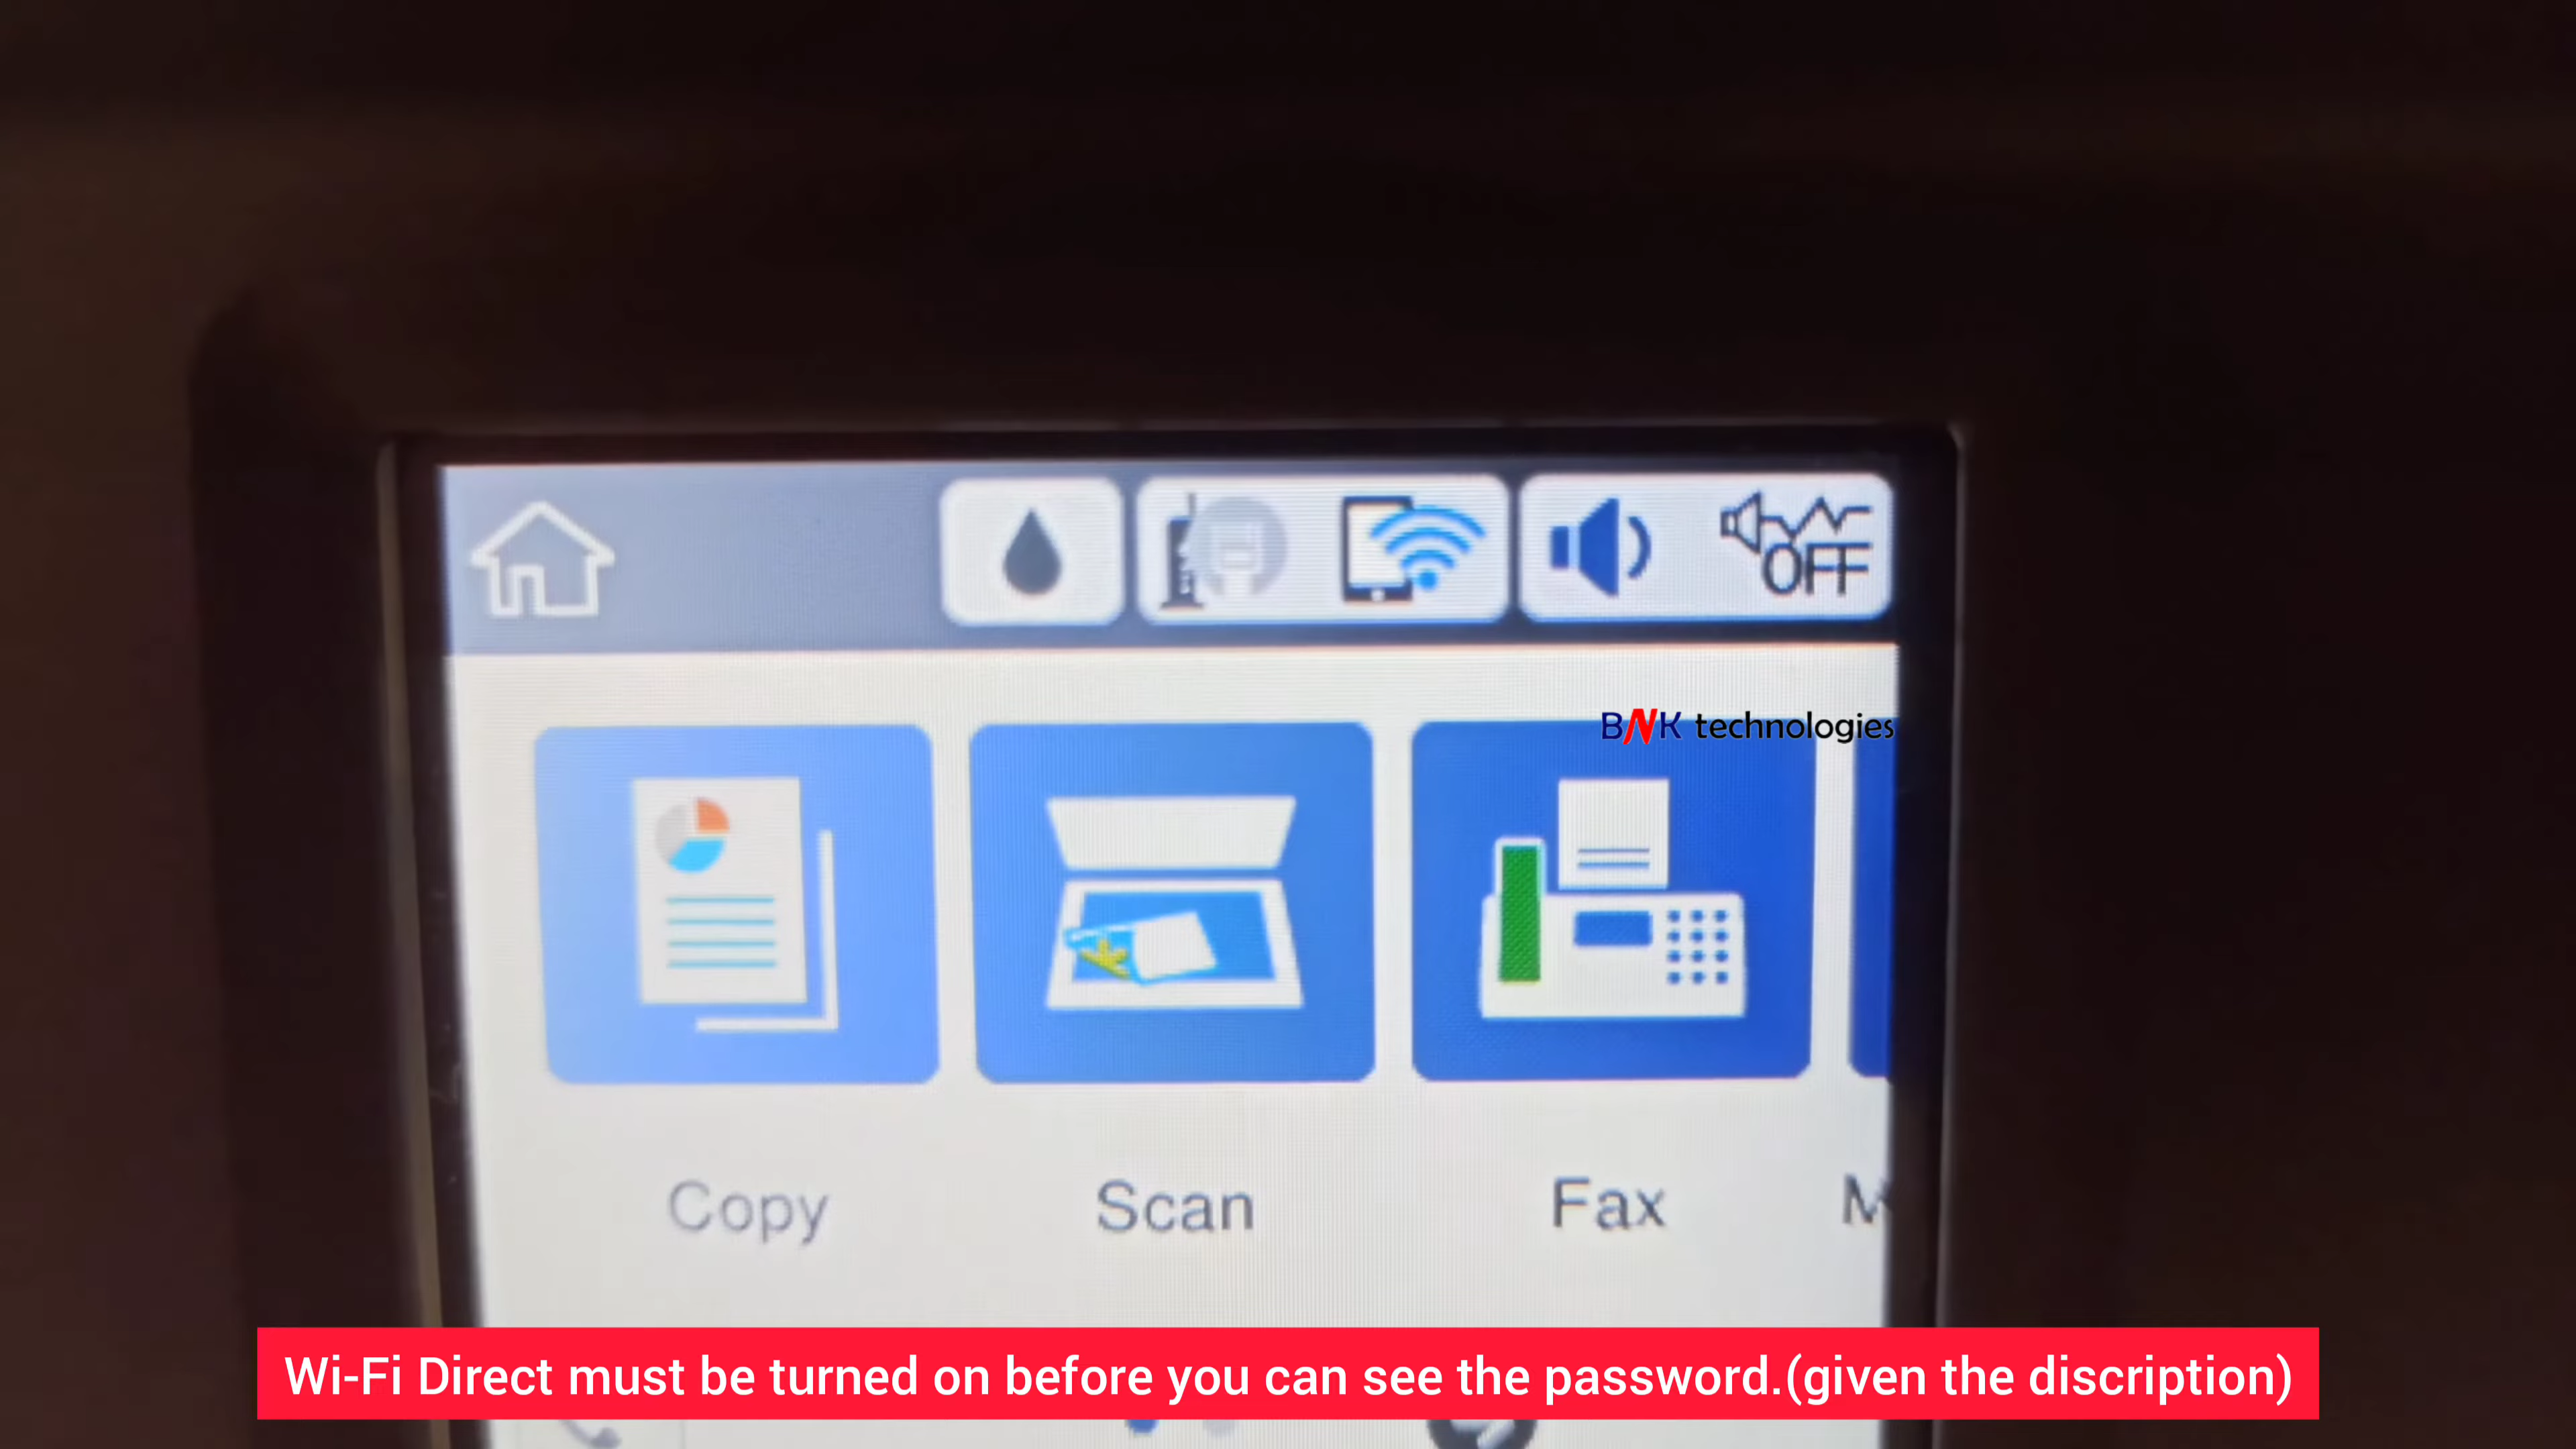 OFF
BNK technologies
Copy
Scan
Fax
M
Wi-Fi Direct must be turned on before you can see the password.(given the discription)